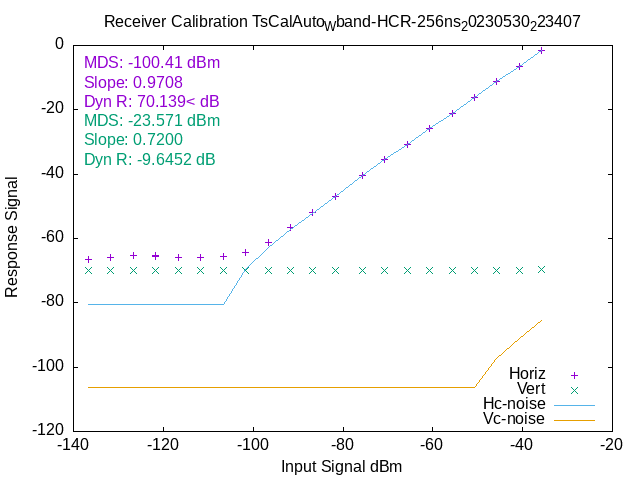 Receiver Calibration TsCalAuto_Wband-HCR-256ns_20230530_223407
MDS: -100.41 dBm
Slope: 0.9708
Dyn R: 70.139< dB
MDS: -23.571 dBm
Slope: 0.7200
Dyn R: -9.6452 dB
0
-20
-40
-60
-80
-100
-120
Response Signal
Horiz
Vert
Hc-noise
Vc-noise
-140 -120 -100 -80 -60 -40 -20
Input Signal dBm